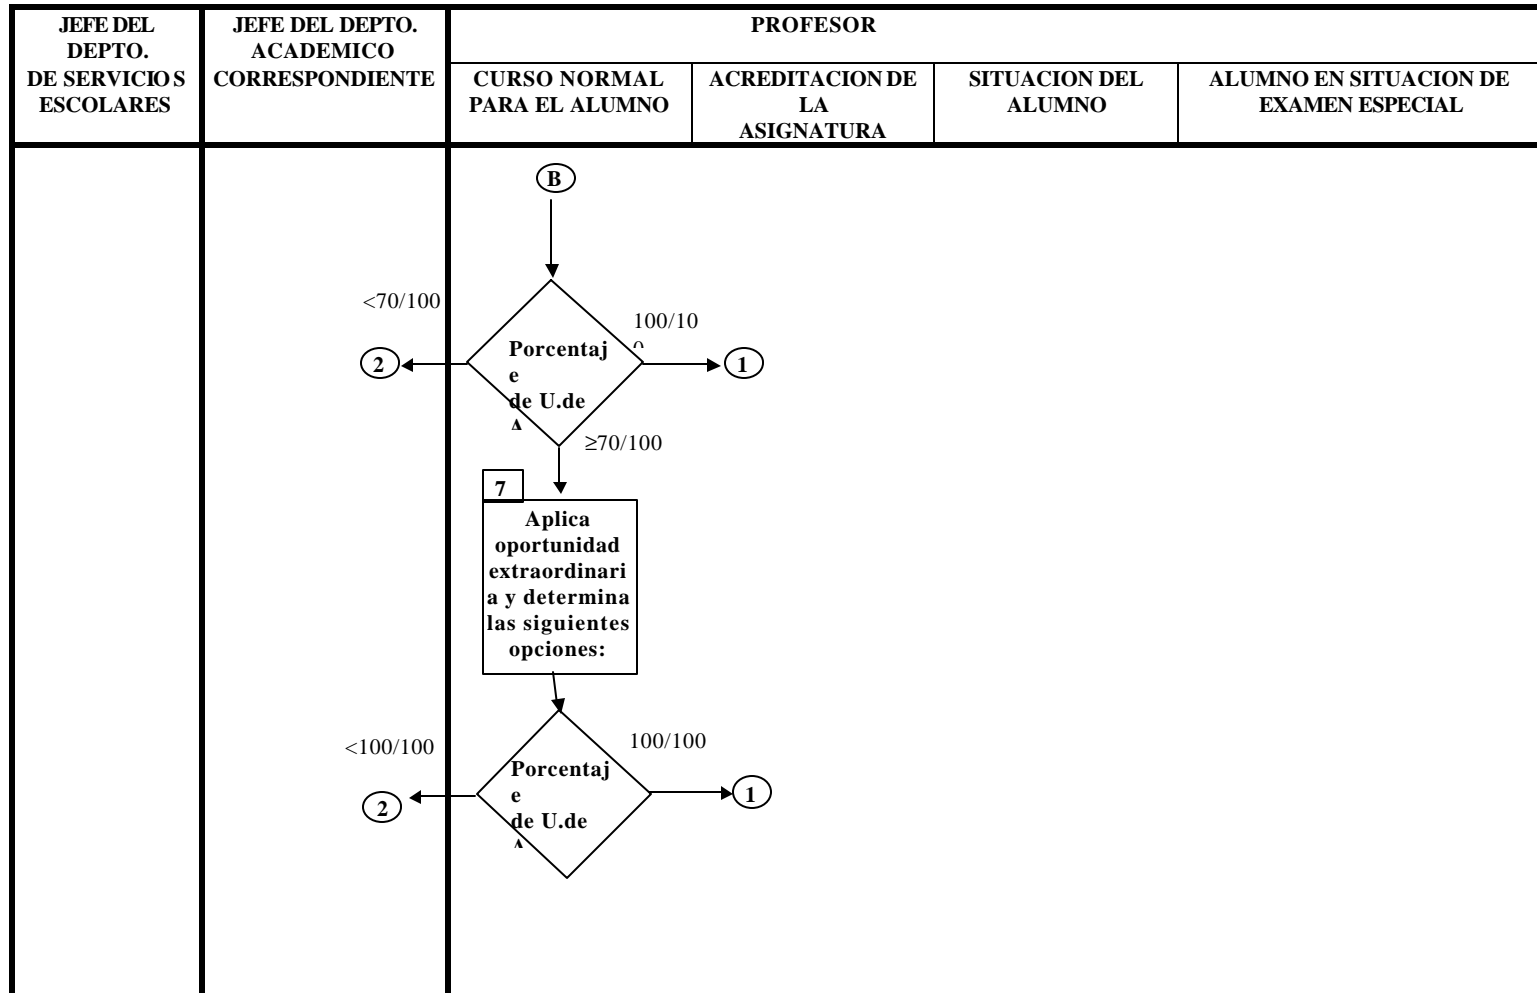 JEFE DEL
DEPTO.
DE SERVICIOS
ESCOLARES
JEFE DEL DEPTO.
ACADEMICO
CORRESPONDIENTE
PROFESOR
CURSO NORMAL
PARA EL ALUMNO
ACREDITACION DE
LA
ASIGNATURA
SITUACION DEL
ALUMNO
ALUMNO EN SITUACION DE
EXAMEN ESPECIAL
B
<70/100
100/10
0
2
Porcentaj
e
de U.de
A
1
≥70/100
7
Aplica
oportunidad
extraordinari
a y determina
las siguientes
opciones:
<100/100
100/100
2
Porcentaj
e
de U.de
A
1